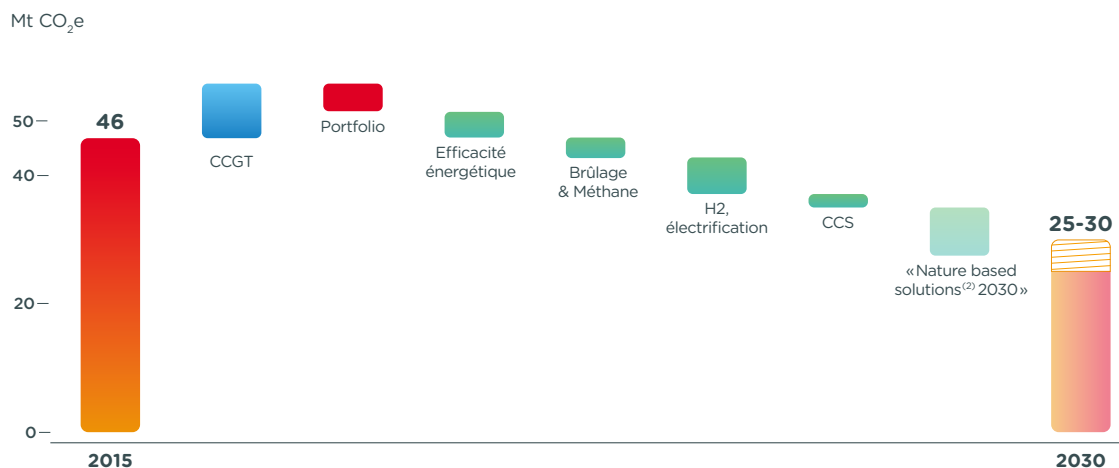 Mt CO₂e
50
40
20
0
46
CCGT
Portfolio
Efficacité
énergétique
Brûlage
& Méthane
H2,
électrification
CCS
«Nature based
solutions⁽²⁾ 2030»
25-30
2015
2030